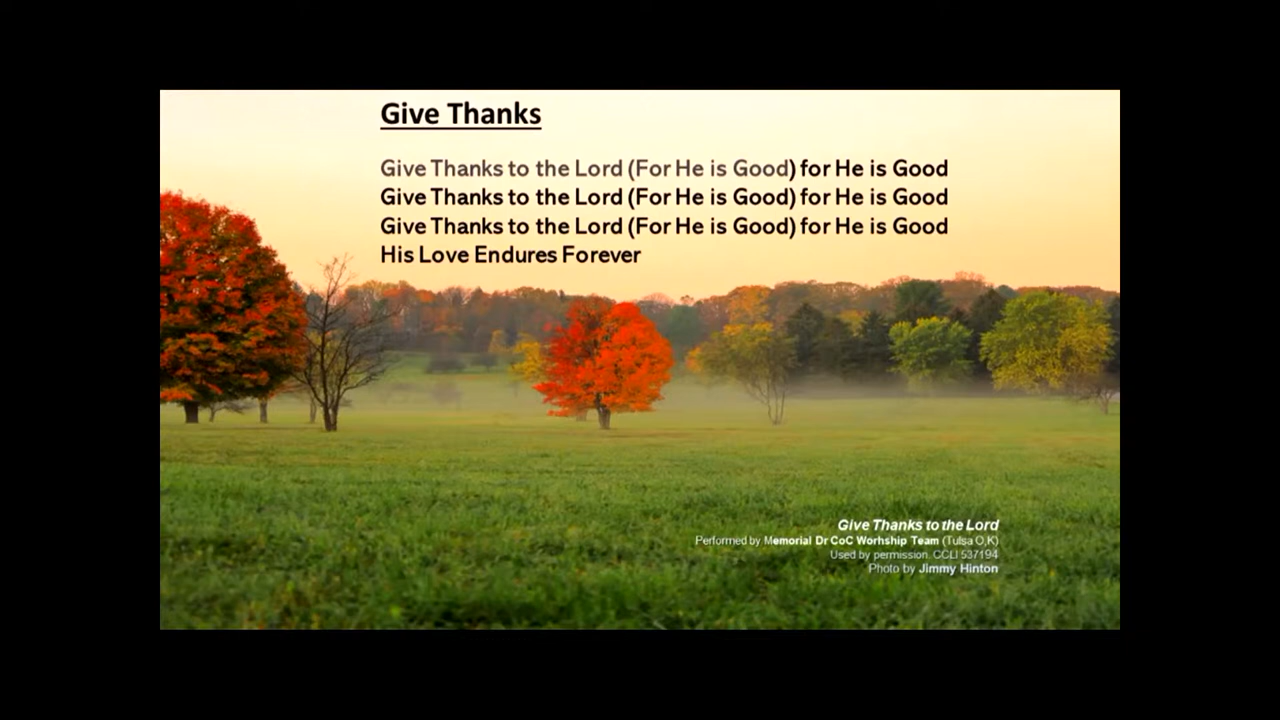 Give Thanks
Give Thanks to the Lord (For He is Good) for He is Good
Give Thanks to the Lord (For He is Good) for He is Good
Give Thanks to the Lord (For He is Good) for He is Good
His Love Endures Forever
Give Thanks to the Lord
Performed by Memorial Dr CoC Worhship Team (Tulsa O,K)
Used by permission. CCLI 537194
Photo by Jimmy Hinton